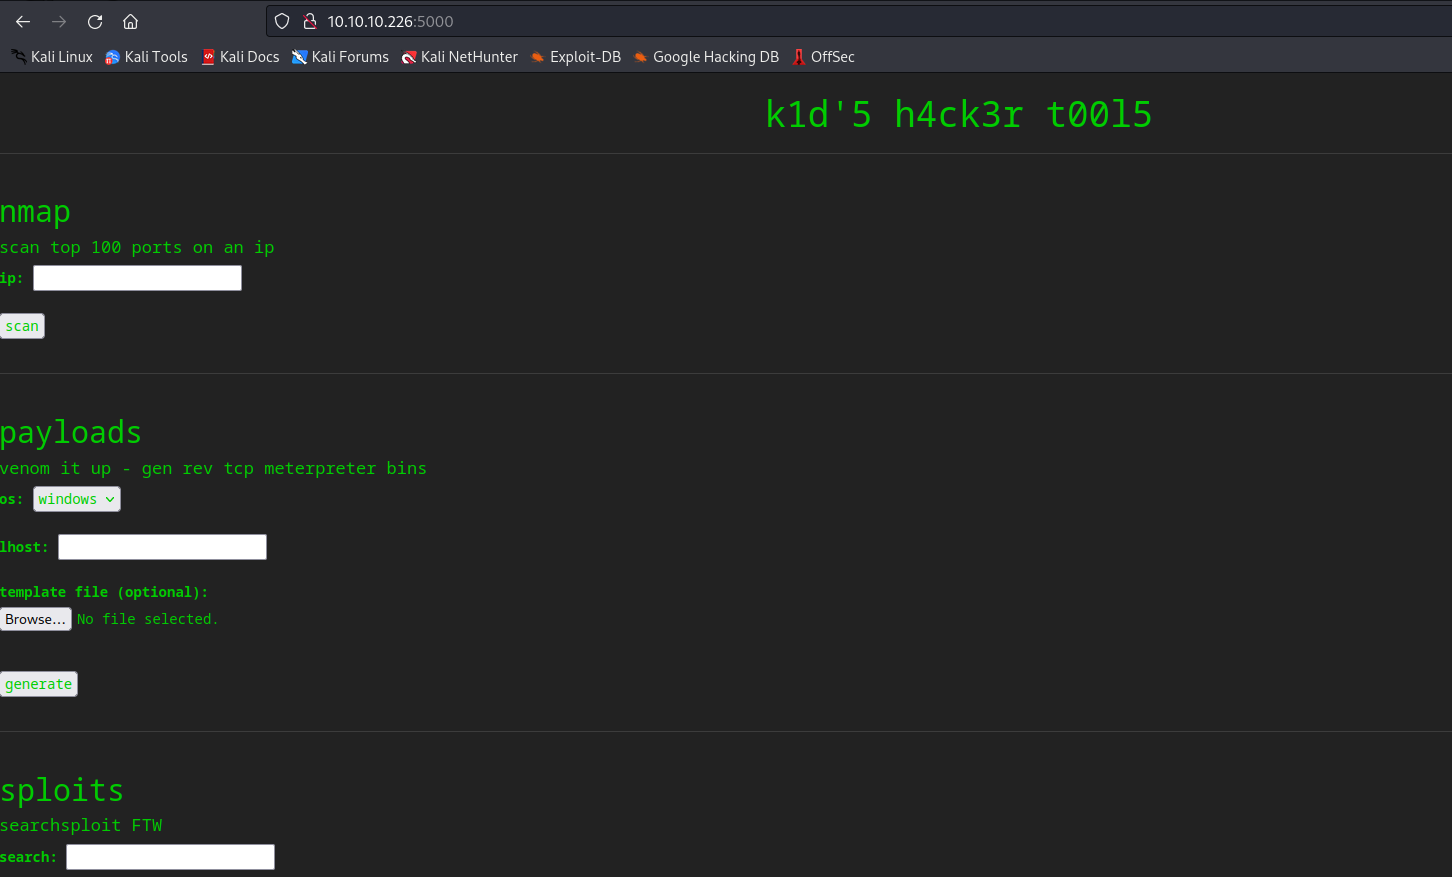 10.10.10.226:5000
Kali Linux Kali Tools Kali Docs Kali Forums Kali NetHunter Exploit-DB Google Hacking DB OffSec
k1d'5 h4ck3r t00l5
nmap
scan top 100 ports on an ip
ip:
scan
payloads
venom it up - gen rev tcp meterpreter bins
os: windows
lhost:
template file (optional):
Browse... No file selected.
generate
sploits
searchsploit FTW
search: